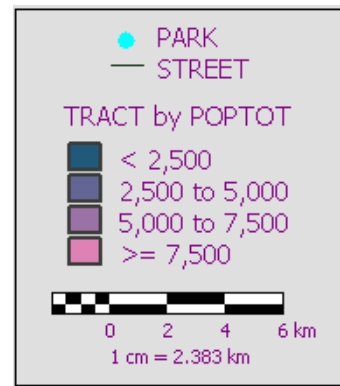 PARK
STREET
TRACT by POPTOT
< 2,500
2,500 to 5,000
5,000 to 7,500
>= 7,500
0 2 4 6 km
1 cm = 2.383 km